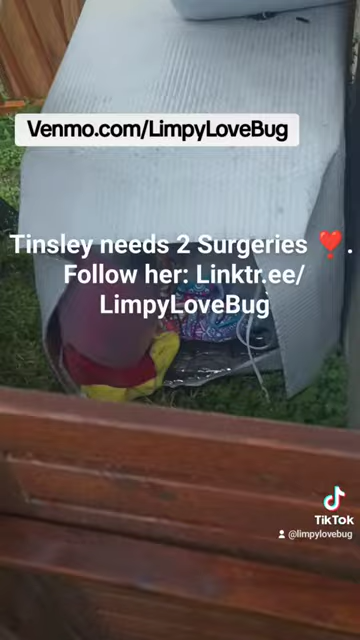 Venmo.com/LimpyLoveBug
Tinsley needs 2 Surgeries ❣️.
Follow her: Linktr.ee/
LimpyLoveBug
TikTok
@limpylovebug